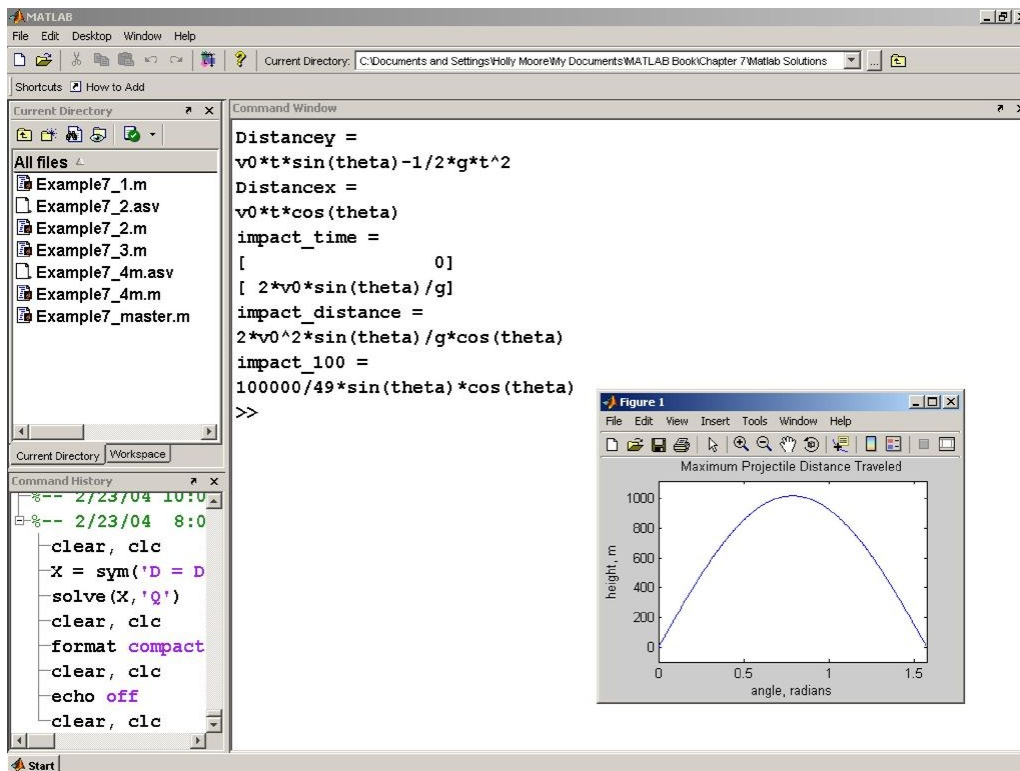 MATLAB
File Edit Desktop Window Help
Current Directory: C:\Documents and Settings\Holly Moore\My Documents\MATLAB Book\Chapter 7\Matlab Solutions
Shortcuts How to Add
Current Directory
All files
Example7_1.m
Example7_2.asv
Example7_2.m
Example7_3.m
Example7_4m.asv
Example7_4m.m
Example7_master.m
Current Directory Workspace
Command History
%-- 2/23/04 10:0
%-- 2/23/04 8:0
clear, clc
X = sym('D = D
solve(X,'Q')
clear, clc
format compact
clear, clc
echo off
clear, clc
Command Window
Distancey =
v0*t*sin(theta)-1/2*g*t^2
Distancex =
v0*t*cos(theta)
impact_time =
[ 0]
[ 2*v0*sin(theta)/g]
impact_distance =
2*v0^2*sin(theta)/g*cos(theta)
impact_100 =
100000/49*sin(theta)*cos(theta)
>>
Figure 1
File Edit View Insert Tools Window Help
Maximum Projectile Distance Traveled
height, m
1000
800
600
400
200
0
0 0.5 1 1.5
angle, radians
Start